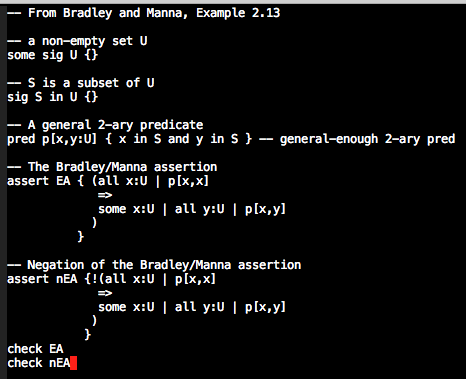 -- From Bradley and Manna, Example 2.13
-- a non-empty set U
some sig U {}
-- S is a subset of U
sig S in U {}
-- A general 2-ary predicate
pred p[x,y:U] { x in S and y in S } -- general-enough 2-ary pred
-- The Bradley/Manna assertion
assert EA { (all x:U | p[x,x]
=>
some x:U | all y:U | p[x,y]
)
}
-- Negation of the Bradley/Manna assertion
assert nEA {!(all x:U | p[x,x]
=>
some x:U | all y:U | p[x,y]
)
}
check EA
check nEA